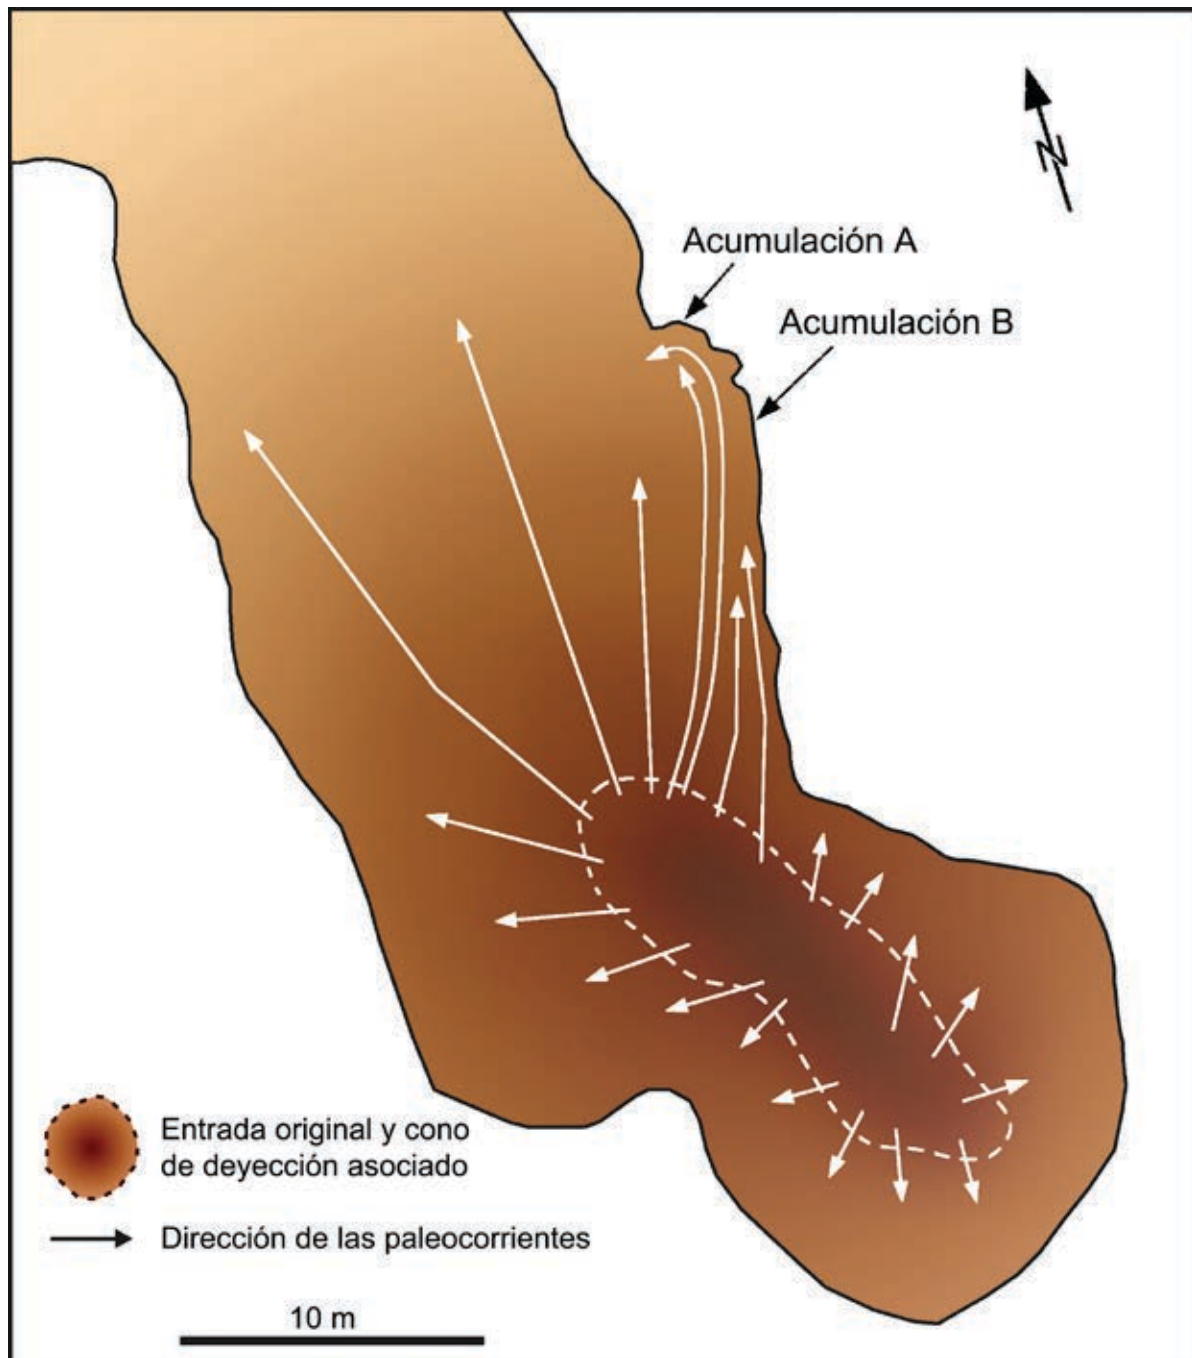 N
Acumulación A
Acumulación B
Entrada original y cono
de deyección asociado
Dirección de las paleocorrientes
10 m